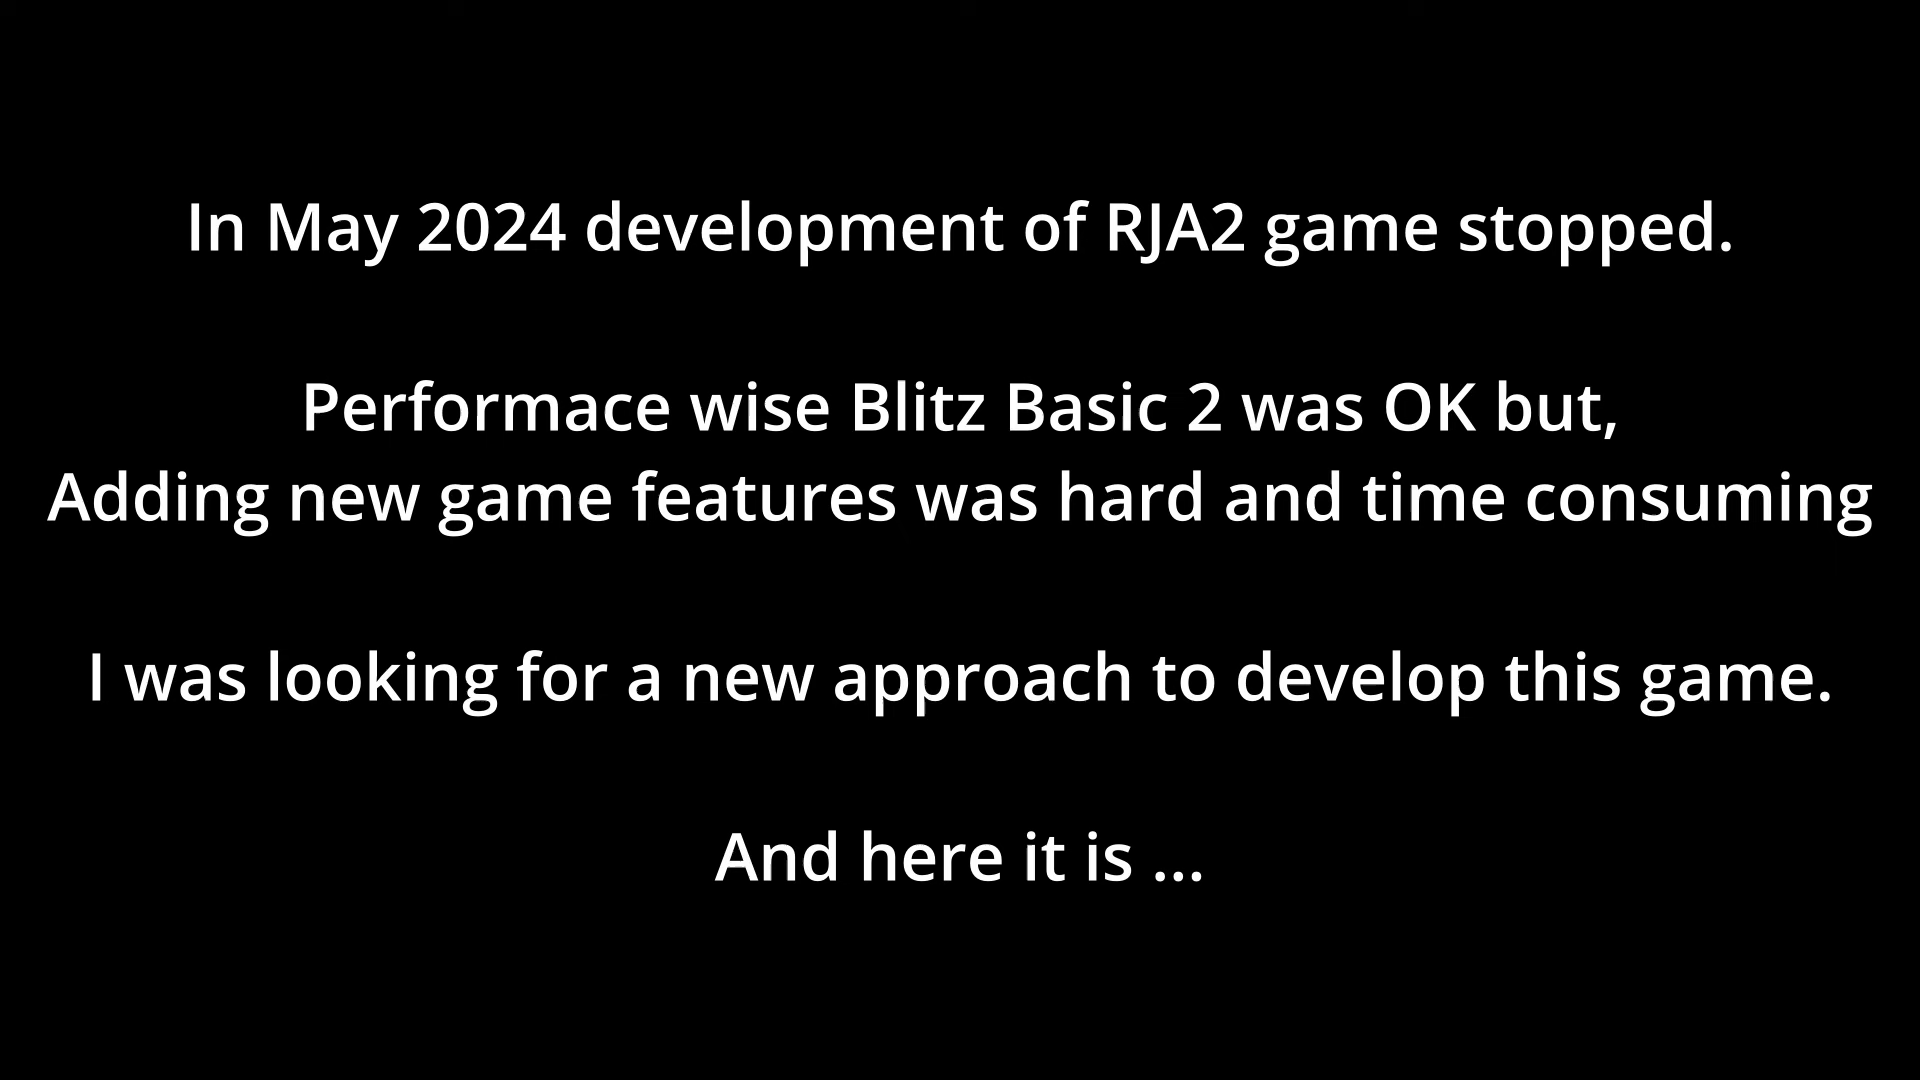 In May 2024 development of RJA2 game stopped.
Performace wise Blitz Basic 2 was OK but,
Adding new game features was hard and time consuming
I was looking for a new approach to develop this game.
And here it is ...